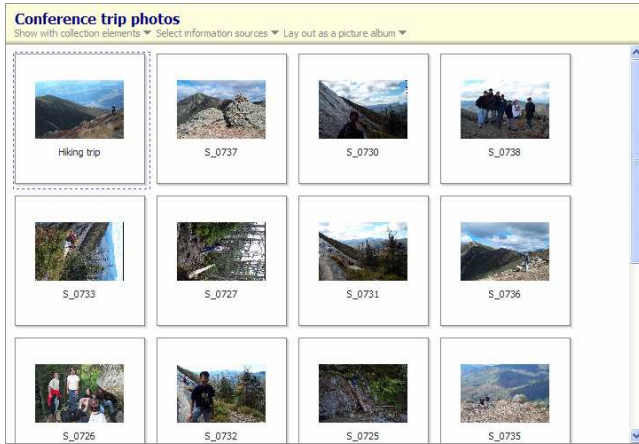 Conference trip photos
Show with collection elements ▼ Select information sources ▼ Lay out as a picture album ▼
Hiking trip S_0737 S_0730 S_0738
S_0733 S_0727 S_0731 S_0736
S_0726 S_0732 S_0725 S_0735